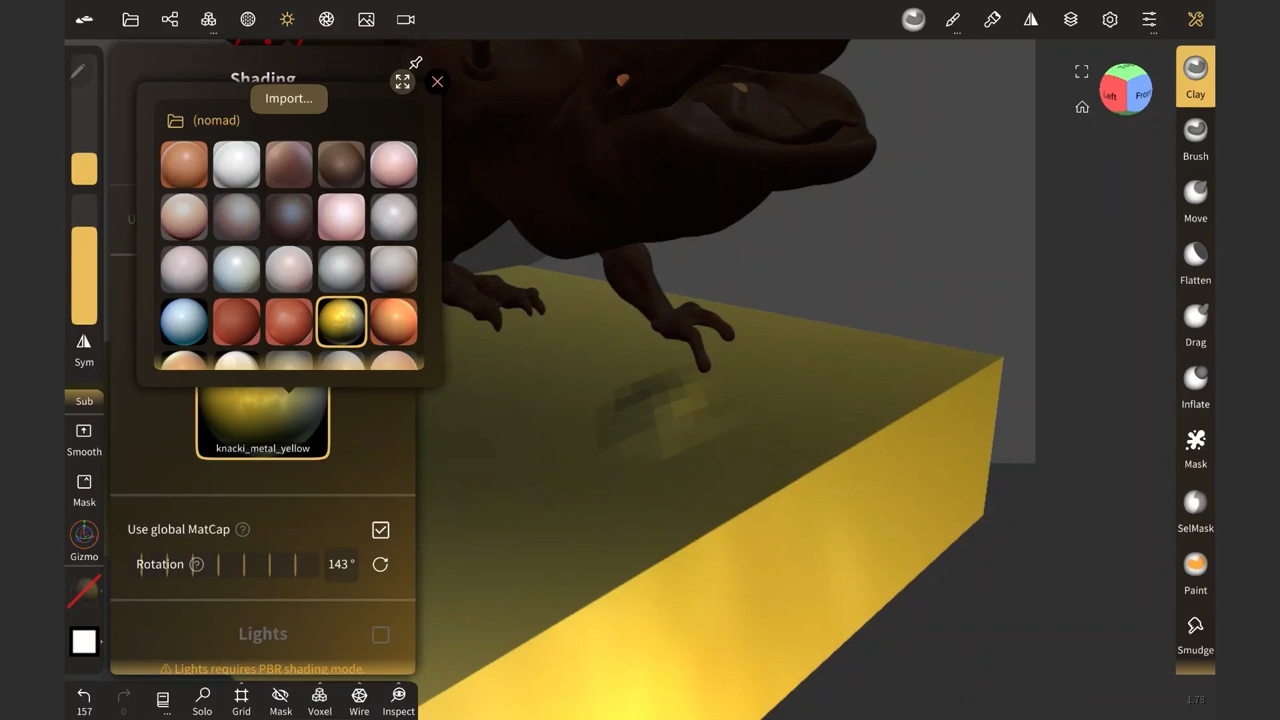 Shading
Import...
(nomad)
U
knacki_metal_yellow
Use global MatCap ?
Rotation ? 143 °
Lights
⚠ Lights requires PBR shading mode.
Sym
Sub
Smooth
Mask
Gizmo
157
0
...
Solo
Grid
Mask
Voxel
Wire
Inspect
Left
Front
Clay
Brush
Move
Flatten
Drag
Inflate
Mask
SelMask
Paint
Smudge
1.78